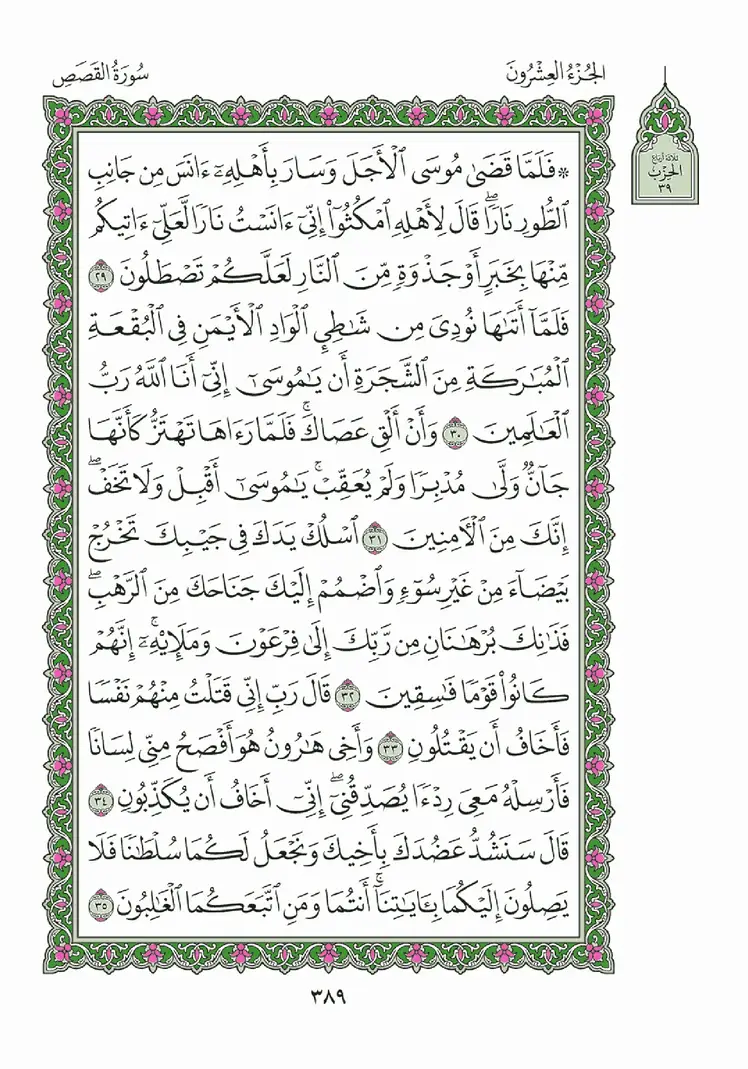 الجُزْءُ العِشْرُونَ
سُورَةُ القَصَصِ
ثلاثة أرباع
الحِزْب
٣٩
* فَلَمَّا قَضَىٰ مُوسَى ٱلْأَجَلَ وَسَارَ بِأَهْلِهِۦٓ ءَانَسَ مِن جَانِبِ
ٱلطُّورِ نَارٗاۖ قَالَ لِأَهْلِهِ ٱمْكُثُوٓاْ إِنِّيٓ ءَانَسْتُ نَارٗا لَّعَلِّيٓ ءَاتِيكُم
مِّنْهَا بِخَبَرٍ أَوْ جَذْوَةٖ مِّنَ ٱلنَّارِ لَعَلَّكُمْ تَصْطَلُونَ ٢٩
فَلَمَّآ أَتَىٰهَا نُودِيَ مِن شَٰطِيِٕ ٱلْوَادِ ٱلْأَيْمَنِ فِي ٱلْبُقْعَةِ
ٱلْمُبَٰرَكَةِ مِنَ ٱلشَّجَرَةِ أَن يَٰمُوسَىٰٓ إِنِّيٓ أَنَا ٱللَّهُ رَبُّ
ٱلْعَٰلَمِينَ ٣٠ وَأَنْ أَلْقِ عَصَاكَۚ فَلَمَّا رَءَاهَا تَهْتَزُّ كَأَنَّهَا
جَآنّٞ وَلَّىٰ مُدْبِرٗا وَلَمْ يُعَقِّبْۚ يَٰمُوسَىٰٓ أَقْبِلْ وَلَا تَخَفْۖ
إِنَّكَ مِنَ ٱلْأٓمِنِينَ ٣١ ٱسْلُكْ يَدَكَ فِي جَيْبِكَ تَخْرُجْ
بَيْضَآءَ مِنْ غَيْرِ سُوٓءٖ وَٱضْمُمْ إِلَيْكَ جَنَاحَكَ مِنَ ٱلرَّهْبِۖ
فَذَٰنِكَ بُرْهَٰنَانِ مِن رَّبِّكَ إِلَىٰ فِرْعَوْنَ وَمَلَإِيْهِۦٓۚ إِنَّهُمْ
كَانُواْ قَوْمٗا فَٰسِقِينَ ٣٢ قَالَ رَبِّ إِنِّي قَتَلْتُ مِنْهُمْ نَفْسٗا
فَأَخَافُ أَن يَقْتُلُونِ ٣٣ وَأَخِي هَٰرُونُ هُوَ أَفْصَحُ مِنِّي لِسَانٗا
فَأَرْسِلْهُ مَعِيَ رِدْءٗا يُصَدِّقُنِيٓۖ إِنِّيٓ أَخَافُ أَن يُكَذِّبُونِ ٣٤
قَالَ سَنَشُدُّ عَضُدَكَ بِأَخِيكَ وَنَجْعَلُ لَكُمَا سُلْطَٰنٗا فَلَا
يَصِلُونَ إِلَيْكُمَا بِـَٔايَٰتِنَآۚ أَنتُمَا وَمَنِ ٱتَّبَعَكُمَا ٱلْغَٰلِبُونَ ٣٥
٣٨٩